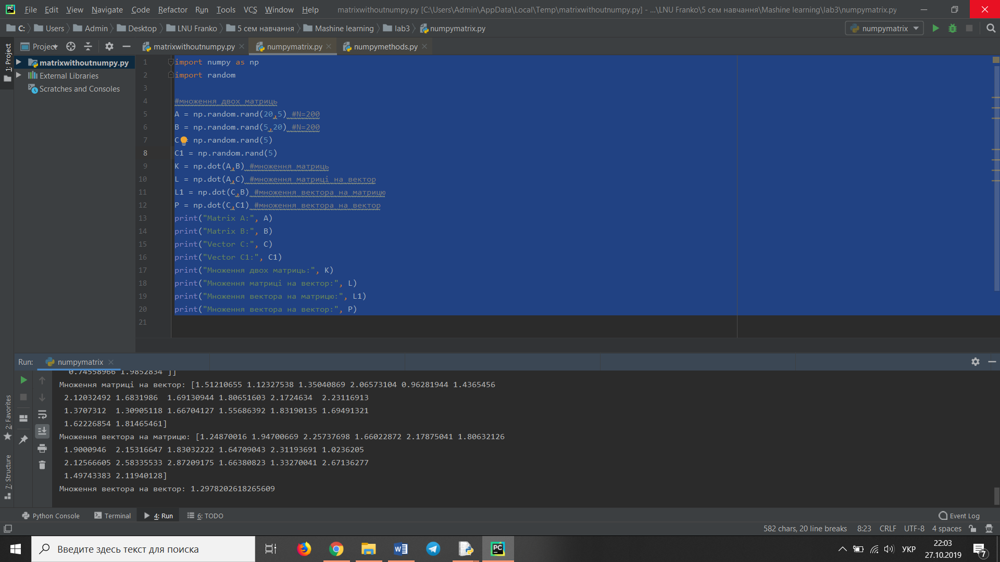 File Edit View Navigate Code Refactor Run Tools VCS Window Help matrixwithoutnumpy.py [C:\Users\Admin\AppData\Local\Temp\matrixwithoutnumpy.py] - ...\LNU Franko\5 сем навчання\Mashine learning\lab3\numpymatrix.py
C: Users Admin Desktop LNU Franko 5 сем навчання Mashine learning lab3 numpymatrix.py numpymatrix
1: Project
Project
matrixwithoutnumpy.py numpymatrix.py numpymethods.py
matrixwithoutnumpy.py
External Libraries
Scratches and Consoles
1 import numpy as np
2 import random
3
4 #множення двох матриць
5 A = np.random.rand(20,5) #N=200
6 B = np.random.rand(5,20) #N=200
7 C np.random.rand(5)
8 C1 = np.random.rand(5)
9 K = np.dot(A,B) #множення матриць
10 L = np.dot(A,C) #множення матриці на вектор
11 L1 = np.dot(C,B) #множення вектора на матрицю
12 P = np.dot(C,C1) #множення вектора на вектор
13 print("Matrix A:", A)
14 print("Matrix B:", B)
15 print("Vector C:", C)
16 print("Vector C1:", C1)
17 print("Множення двох матриць:", K)
18 print("Множення матриці на вектор:", L)
19 print("Множення вектора на матрицю:", L1)
20 print("Множення вектора на вектор:", P)
21
Run: numpymatrix
0.74558966 1.9852834 ]]
Множення матриці на вектор: [1.51210655 1.12327538 1.35040869 2.06573104 0.96281944 1.4365456
2.12032492 1.6831986 1.69130944 1.80651603 2.1724634 2.23116913
1.3707312 1.30905118 1.66704127 1.55686392 1.83190135 1.69491321
1.62226854 1.81465461]
Множення вектора на матрицю: [1.24870016 1.94700669 2.25737698 1.66022872 2.17875041 1.80632126
1.9000946 2.15316647 1.83032222 1.64709043 2.31193691 1.0236205
2.12566605 2.58335533 2.87209175 1.66380823 1.33270041 2.67136277
1.49743383 2.11940128]
Множення вектора на вектор: 1.2978202618265609
2: Favorites
7: Structure
Python Console Terminal 4: Run 6: TODO Event Log
582 chars, 20 line breaks 8:23 CRLF UTF-8 4 spaces
Введите здесь текст для поиска
УКР
22:03
27.10.2019
7